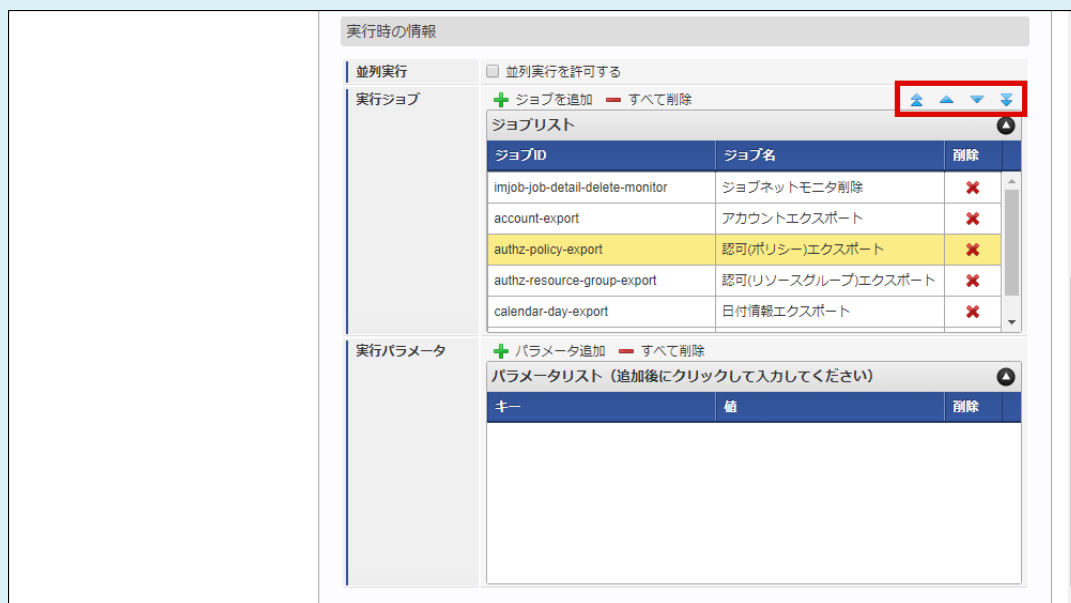 実行時の情報
並列実行 並列実行を許可する
実行ジョブ ジョブを追加 すべて削除
ジョブリスト
ジョブID ジョブ名 削除
imjob-job-detail-delete-monitor ジョブネットモニタ削除
account-export アカウントエクスポート
authz-policy-export 認可(ポリシー)エクスポート
authz-resource-group-export 認可(リソースグループ)エクスポート
calendar-day-export 日付情報エクスポート
実行パラメータ パラメータ追加 すべて削除
パラメータリスト（追加後にクリックして入力してください）
キー 値 削除